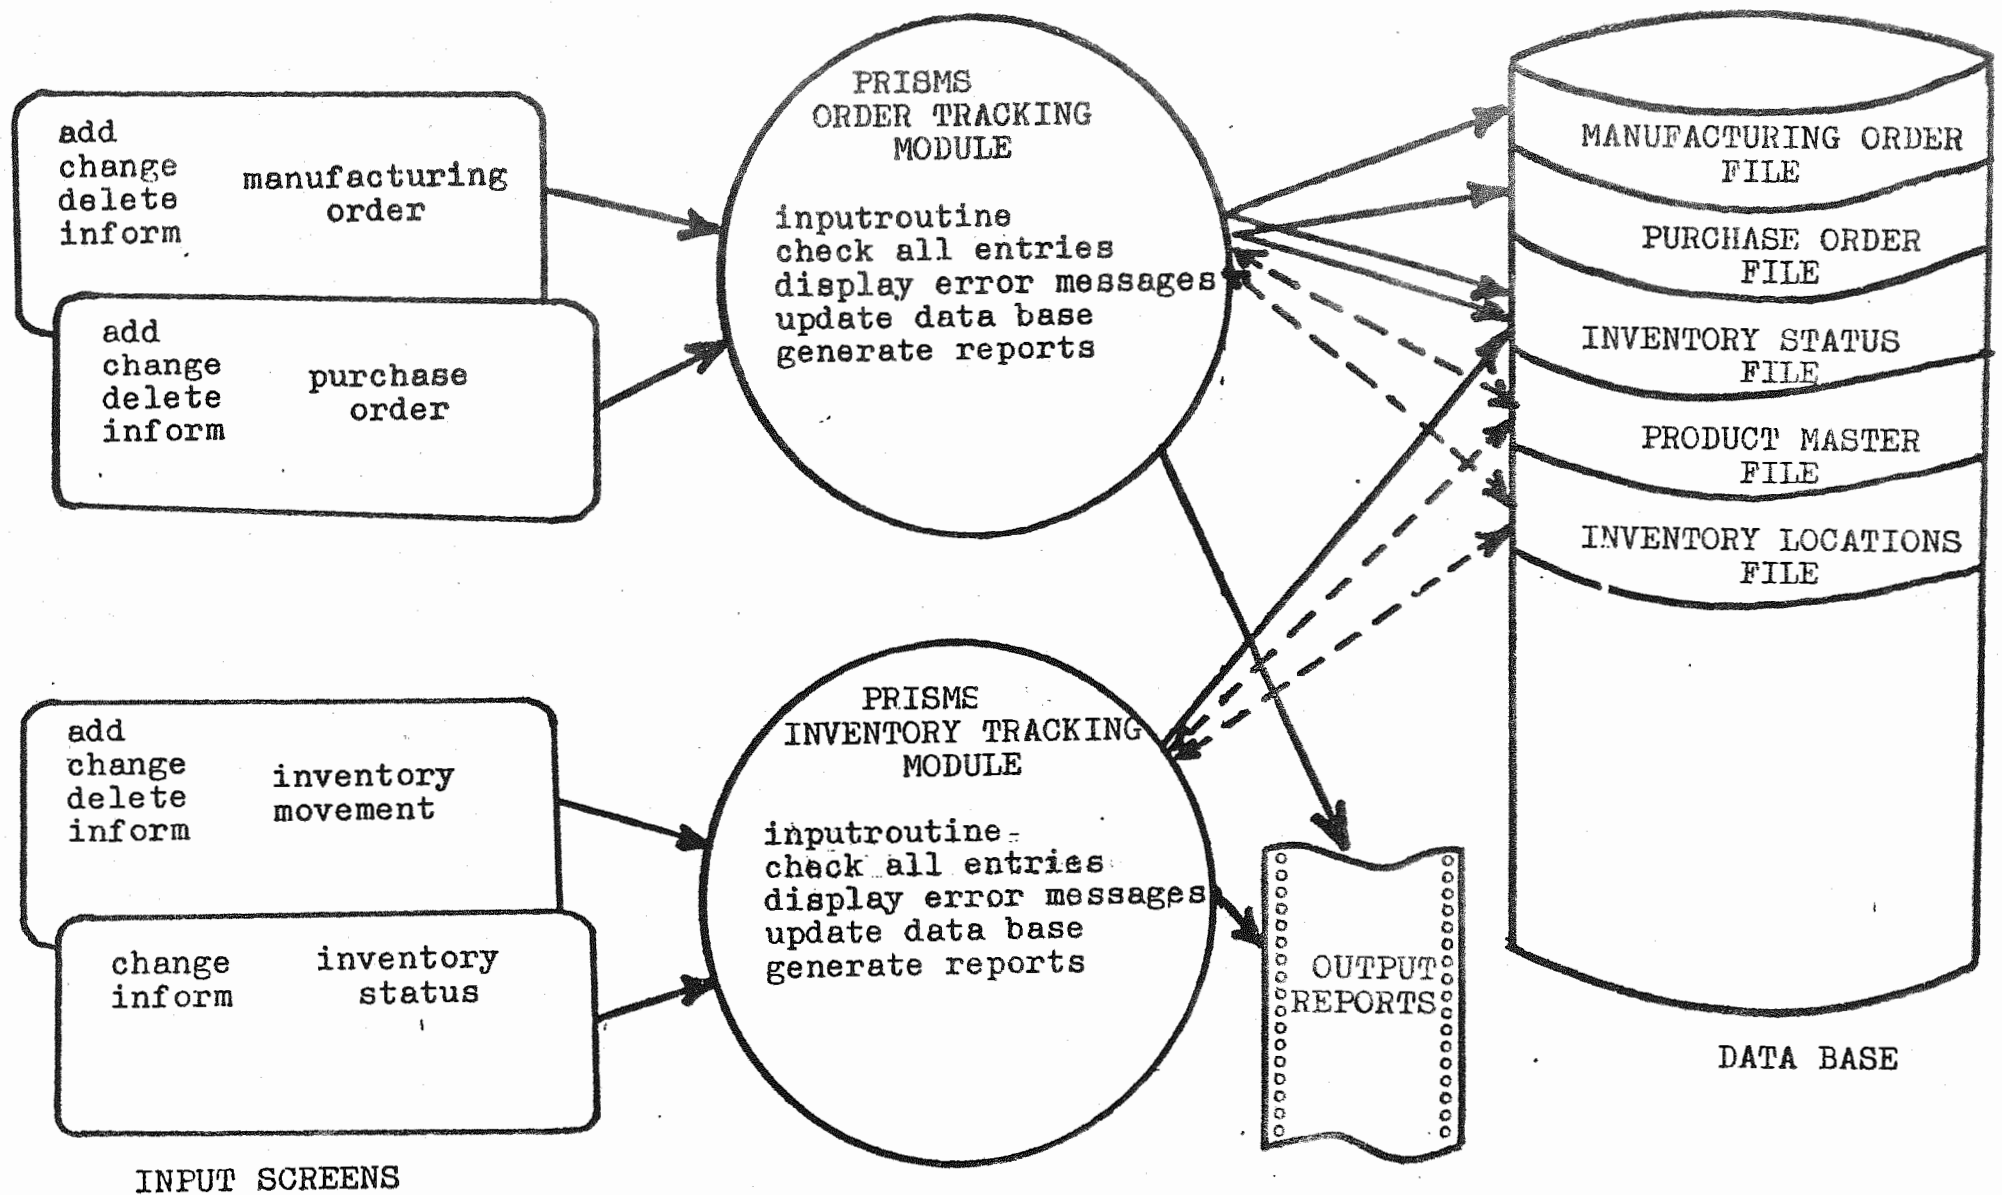 add
change
delete
inform
manufacturing
order
add
change
delete
inform
purchase
order
PRISMS
ORDER TRACKING
MODULE
inputroutine
check all entries
display error messages
update data base
generate reports
MANUFACTURING ORDER
FILE
PURCHASE ORDER
FILE
INVENTORY STATUS
FILE
PRODUCT MASTER
FILE
INVENTORY LOCATIONS
FILE
DATA BASE
add
change
delete
inform
inventory
movement
change
inform
inventory
status
INPUT SCREENS
PRISMS
INVENTORY TRACKING
MODULE
inputroutine
check all entries
display error messages
update data base
generate reports
OUTPUT
REPORTS